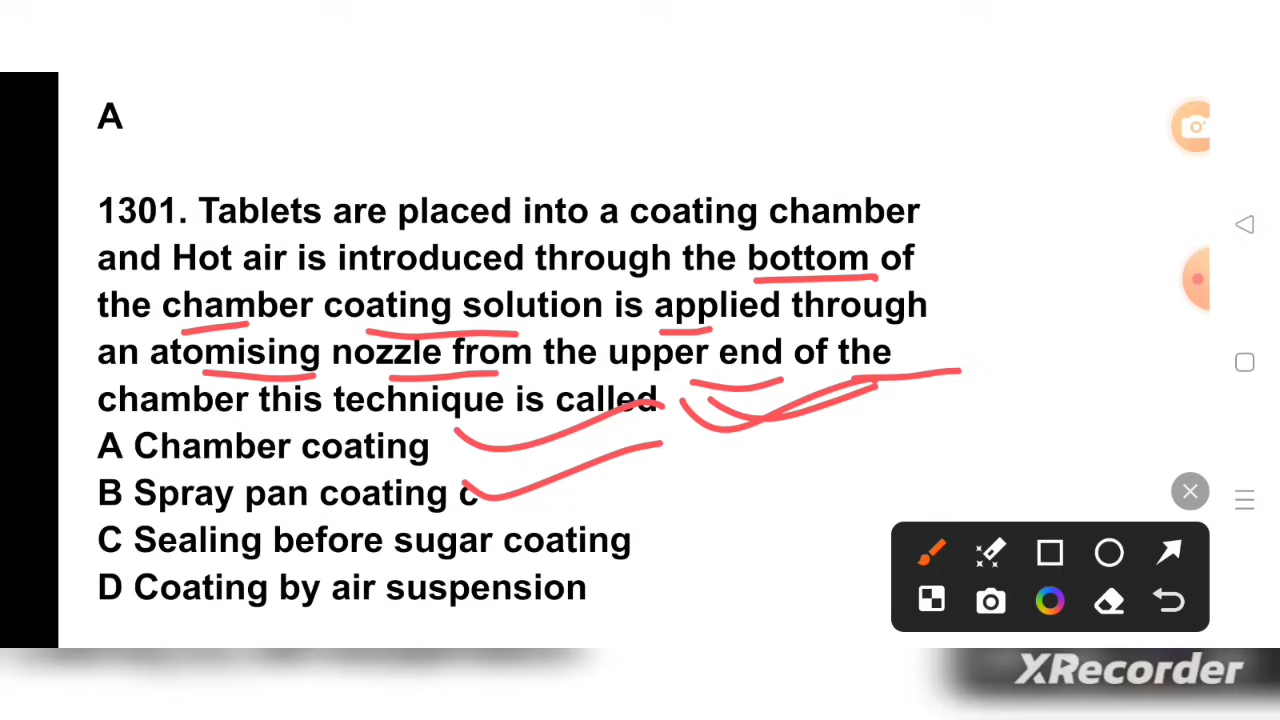 A
1301. Tablets are placed into a coating chamber
and Hot air is introduced through the bottom of
the chamber coating solution is applied through
an atomising nozzle from the upper end of the
chamber this technique is called
A Chamber coating
B Spray pan coating c
C Sealing before sugar coating
D Coating by air suspension
XRecorder